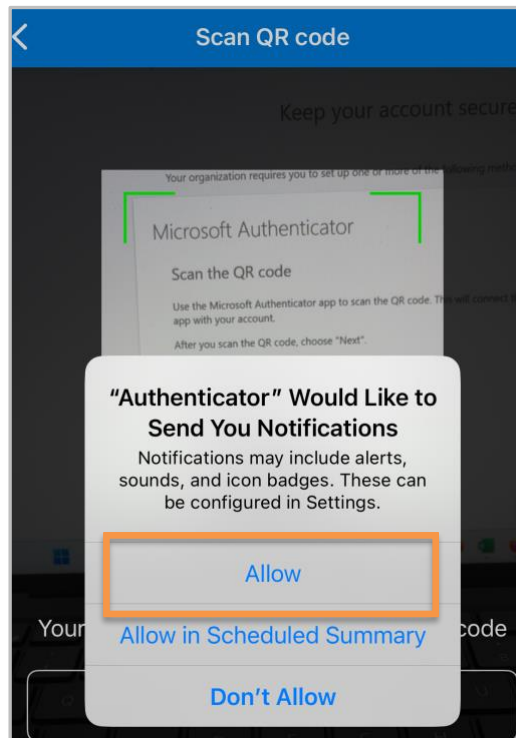 Scan QR code
Keep your account secure
Your organization requires you to set up one or more of the following
Microsoft Authenticator
Scan the QR code
Use the Microsoft Authenticator app to scan the QR code. This will connect
app with your account.
After you scan the QR code, choose "Next".
“Authenticator” Would Like to
Send You Notifications
Notifications may include alerts,
sounds, and icon badges. These can
be configured in Settings.
Allow
Your
code
Allow in Scheduled Summary
Don’t Allow